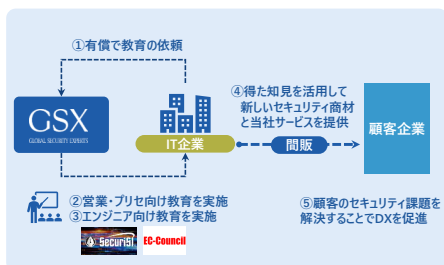 ①有償で教育の依頼
GSX
GLOBAL SECURITY EXPERTS
IT企業
④得た知見を活用して
新しいセキュリティ商材
と当社サービスを提供
間販
顧客企業
②営業・プリセ向け教育を実施
③エンジニア向け教育を実施
SecuriST
EC-Council
⑤顧客のセキュリティ課題を
解決することでDXを促進